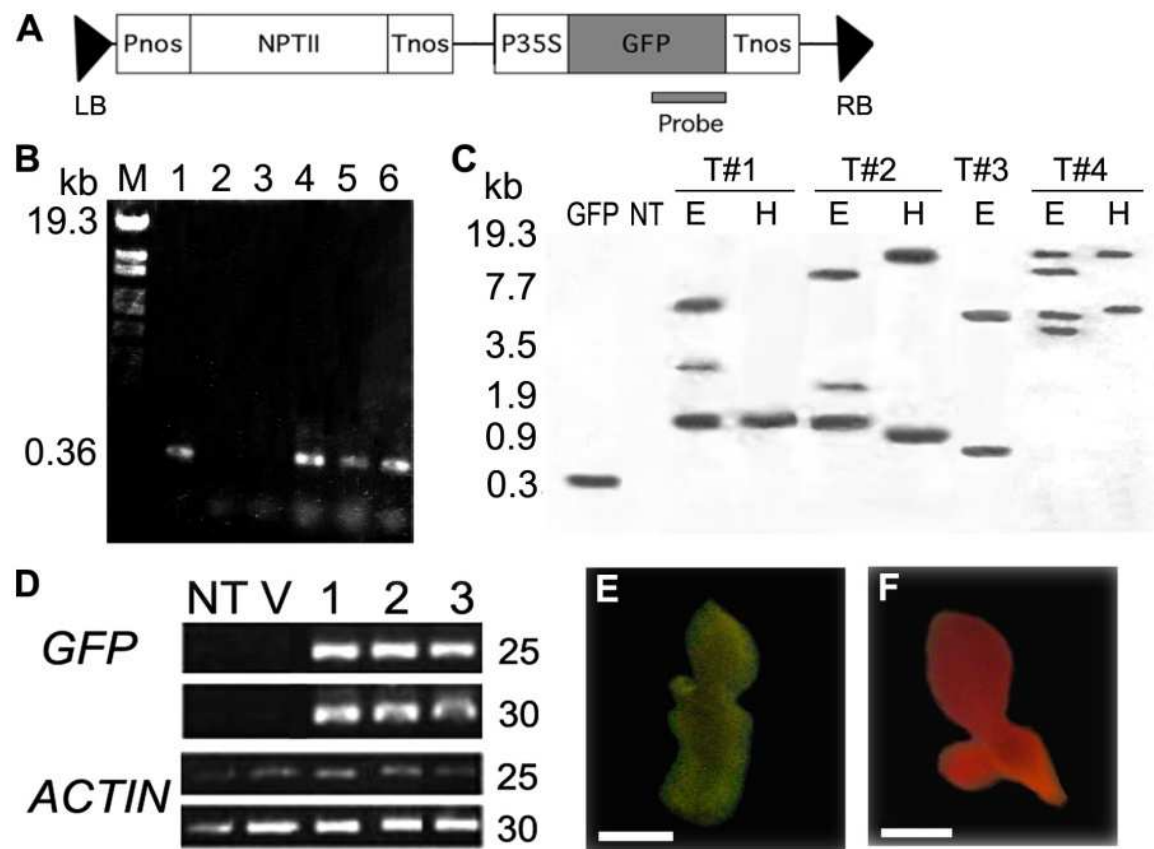 A
Pnos NPTII Tnos P35S GFP Tnos
LB RB
Probe
B
kb M 1 2 3 4 5 6
19.3
0.36
C
kb
T#1 T#2 T#3 T#4
GFP NT E H E H E E H
19.3
7.7
3.5
1.9
0.9
0.3
D
NT V 1 2 3
GFP 25
30
ACTIN 25
30
E
F